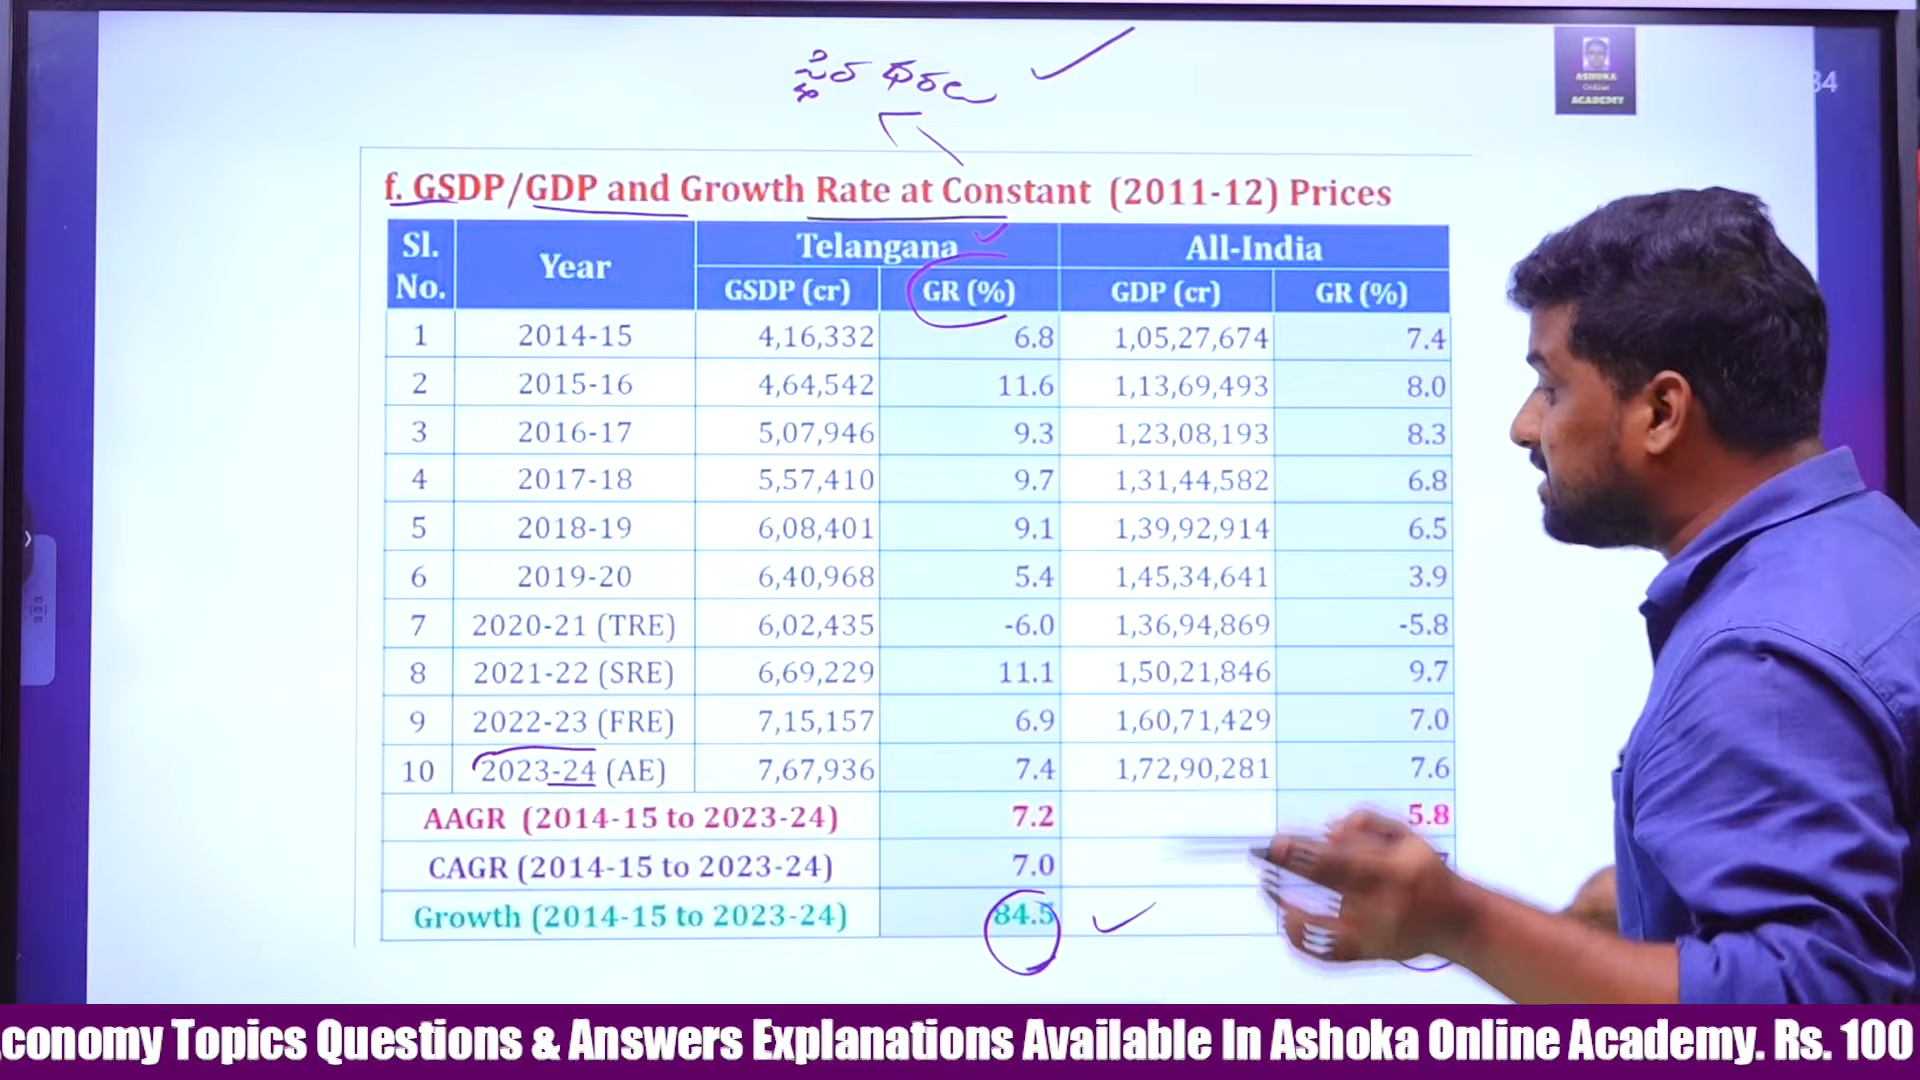 స్థిర ధరలు
ASHOKA
Online
ACADEMY
34
f. GSDP/GDP and Growth Rate at Constant (2011-12) Prices
Sl. No. Year Telangana All-India
GSDP (cr) GR (%) GDP (cr) GR (%)
1 2014-15 4,16,332 6.8 1,05,27,674 7.4
2 2015-16 4,64,542 11.6 1,13,69,493 8.0
3 2016-17 5,07,946 9.3 1,23,08,193 8.3
4 2017-18 5,57,410 9.7 1,31,44,582 6.8
5 2018-19 6,08,401 9.1 1,39,92,914 6.5
6 2019-20 6,40,968 5.4 1,45,34,641 3.9
7 2020-21 (TRE) 6,02,435 -6.0 1,36,94,869 -5.8
8 2021-22 (SRE) 6,69,229 11.1 1,50,21,846 9.7
9 2022-23 (FRE) 7,15,157 6.9 1,60,71,429 7.0
10 2023-24 (AE) 7,67,936 7.4 1,72,90,281 7.6
AAGR (2014-15 to 2023-24) 7.2 5.8
CAGR (2014-15 to 2023-24) 7.0
Growth (2014-15 to 2023-24) 84.5
conomy Topics Questions & Answers Explanations Available In Ashoka Online Academy. Rs. 100